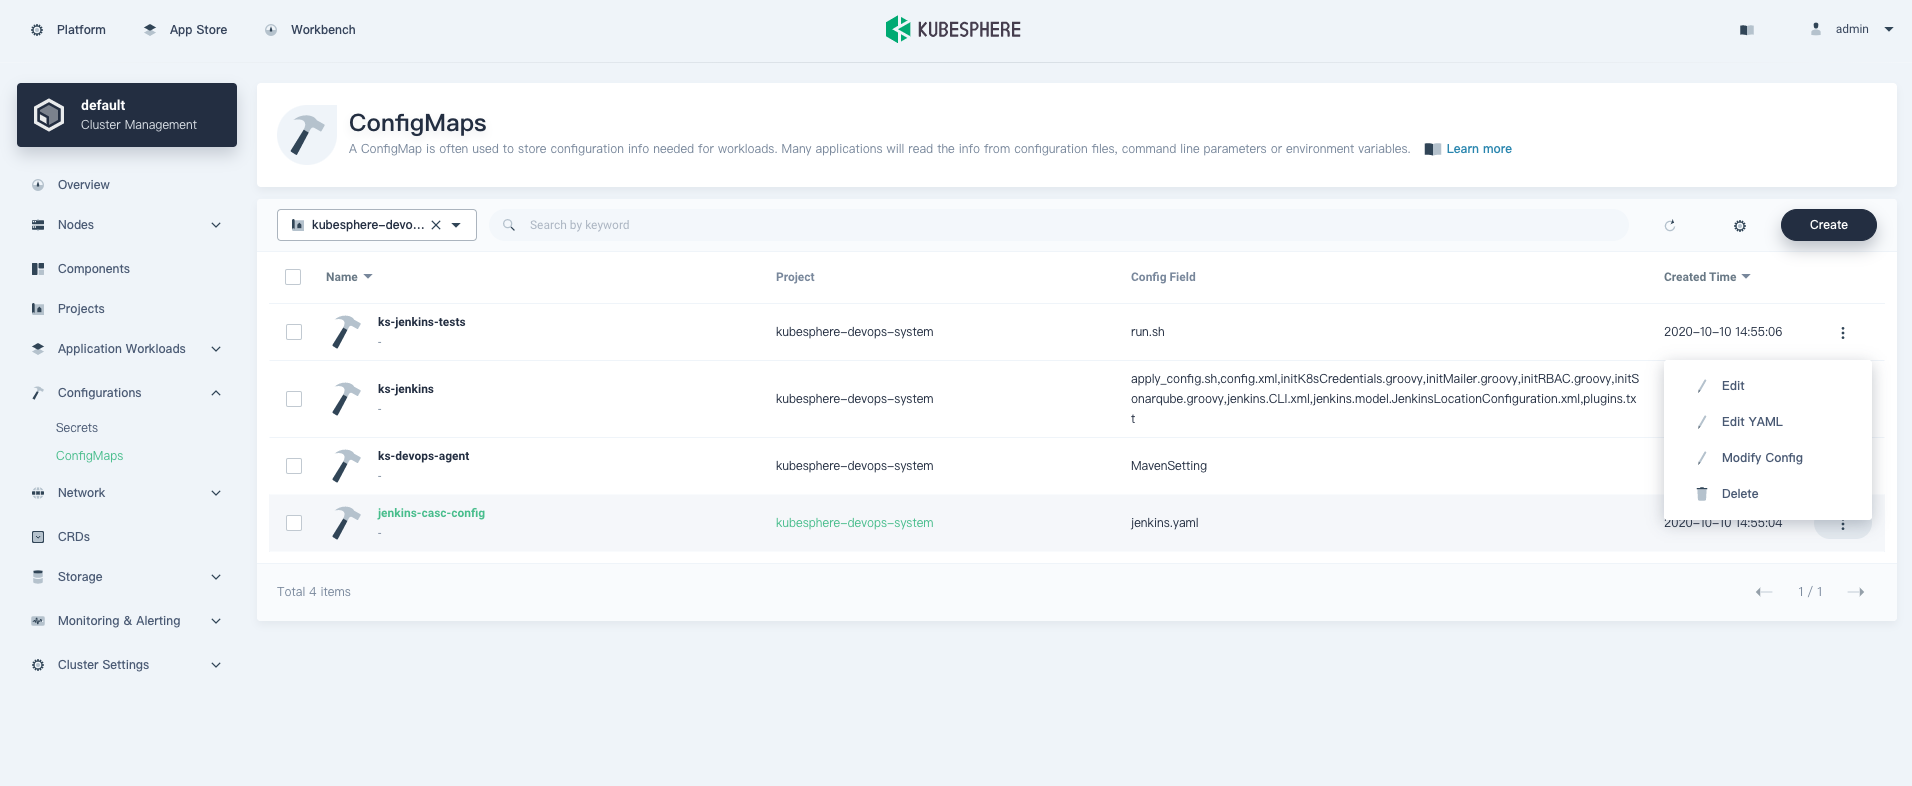 Platform
App Store
Workbench
KUBESPHERE
admin
default
Cluster Management
Overview
Nodes
Components
Projects
Application Workloads
Configurations
Secrets
ConfigMaps
Network
CRDs
Storage
Monitoring & Alerting
Cluster Settings
ConfigMaps
A ConfigMap is often used to store configuration info needed for workloads. Many applications will read the info from configuration files, command line parameters or environment variables. Learn more
kubesphere-devo...
Search by keyword
Create
Name Project Config Field Created Time
ks-jenkins-tests
-
kubesphere-devops-system
run.sh
2020-10-10 14:55:06
ks-jenkins
-
kubesphere-devops-system
apply_config.sh,config.xml,initK8sCredentials.groovy,initMailer.groovy,initRBAC.groovy,initS
onarqube.groovy,jenkins.CLI.xml,jenkins.model.JenkinsLocationConfiguration.xml,plugins.tx
t
ks-devops-agent
-
kubesphere-devops-system
MavenSetting
jenkins-casc-config
-
kubesphere-devops-system
jenkins.yaml
2020-10-10 14:55:04
Edit
Edit YAML
Modify Config
Delete
Total 4 items
1 / 1